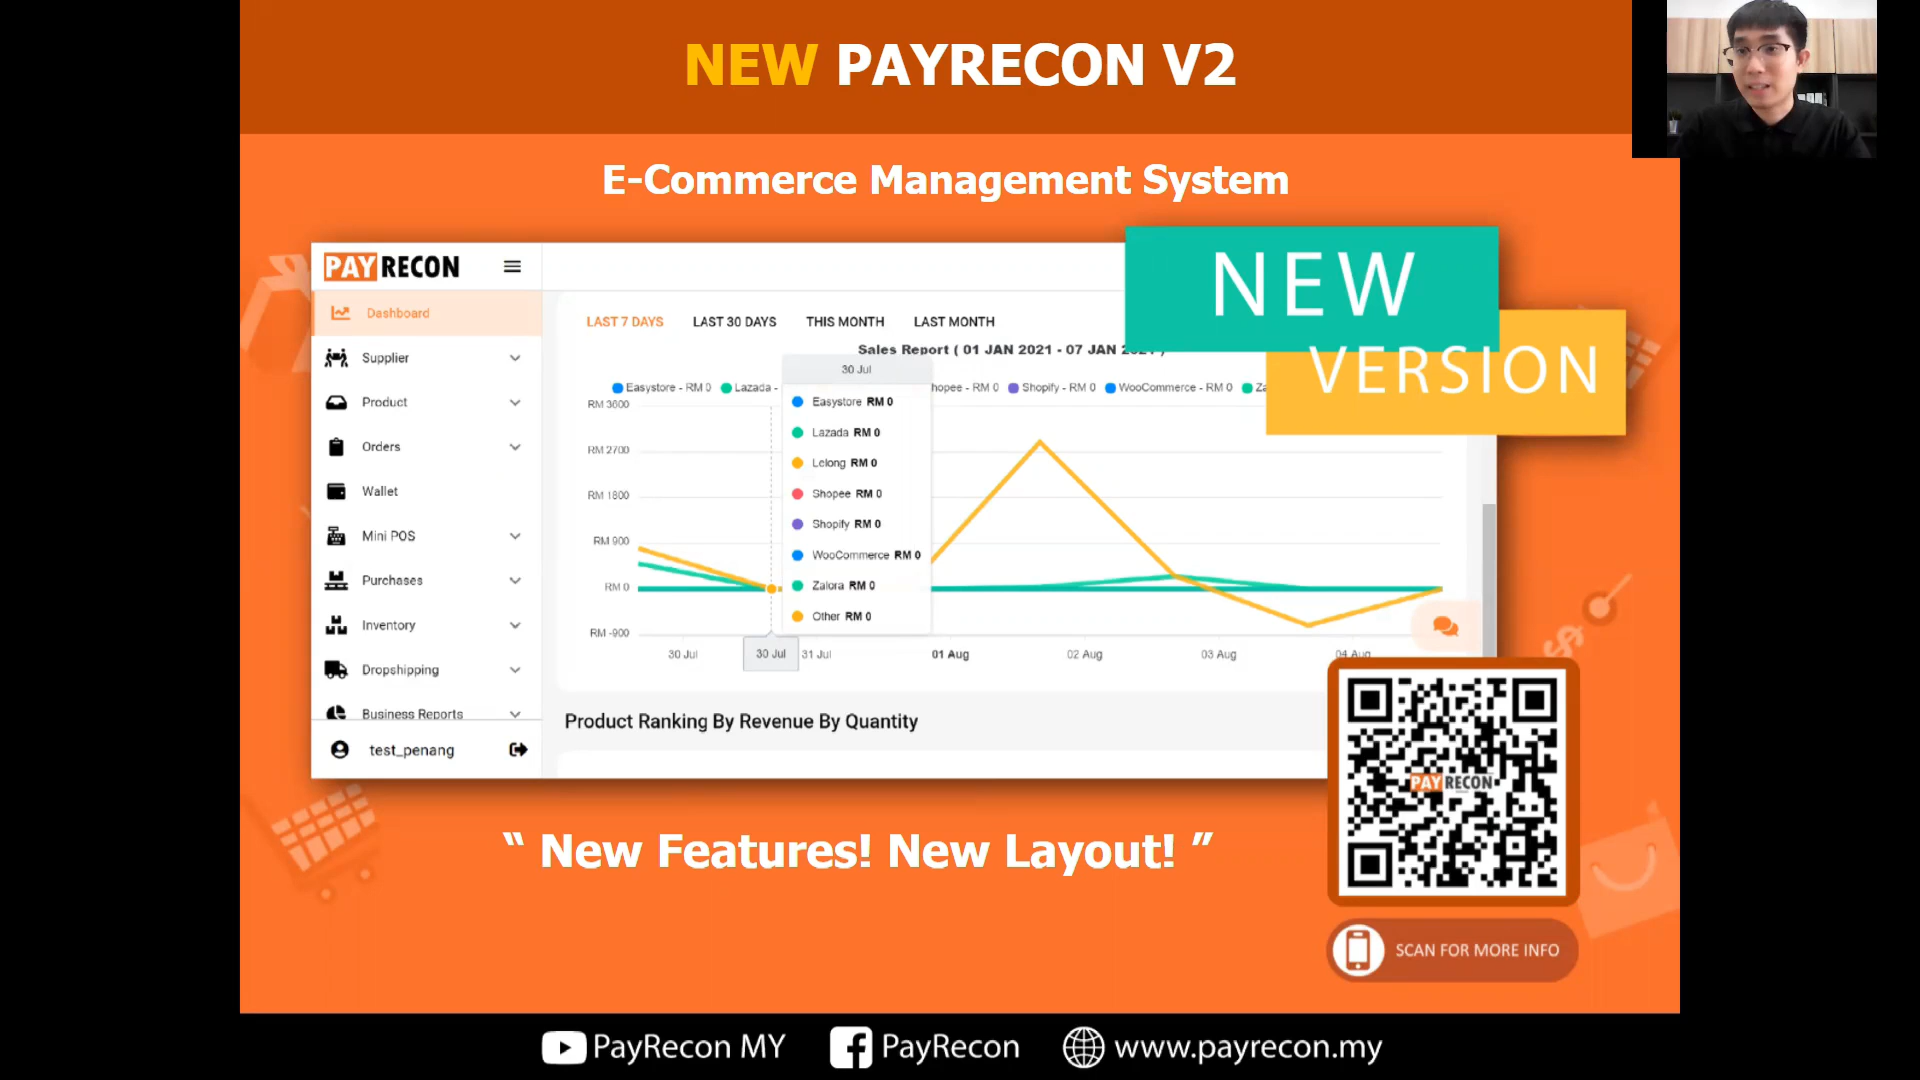 NEW PAYRECON V2
E-Commerce Management System
NEW
VERSION
PAYRECON
Dashboard
Supplier
Product
Orders
Wallet
Mini POS
Purchases
Inventory
Dropshipping
Business Reports
test_penang
LAST 7 DAYS LAST 30 DAYS THIS MONTH LAST MONTH
Sales Report ( 01 JAN 2021 - 07 JAN 2021 )
Easystore - RM 0 Lazada - hopee - RM 0 Shopify - RM 0 WooCommerce - RM 0 Za
30 Jul
Easystore RM 0
Lazada RM 0
Lelong RM 0
Shopee RM 0
Shopify RM 0
WooCommerce RM 0
Zalora RM 0
Other RM 0
RM 3600
RM 2700
RM 1800
RM 900
RM 0
RM -900
30 Jul 30 Jul 31 Jul 01 Aug 02 Aug 03 Aug 04 Aug
Product Ranking By Revenue By Quantity
PAYRECON
“ New Features! New Layout! ”
SCAN FOR MORE INFO
PayRecon MY PayRecon www.payrecon.my